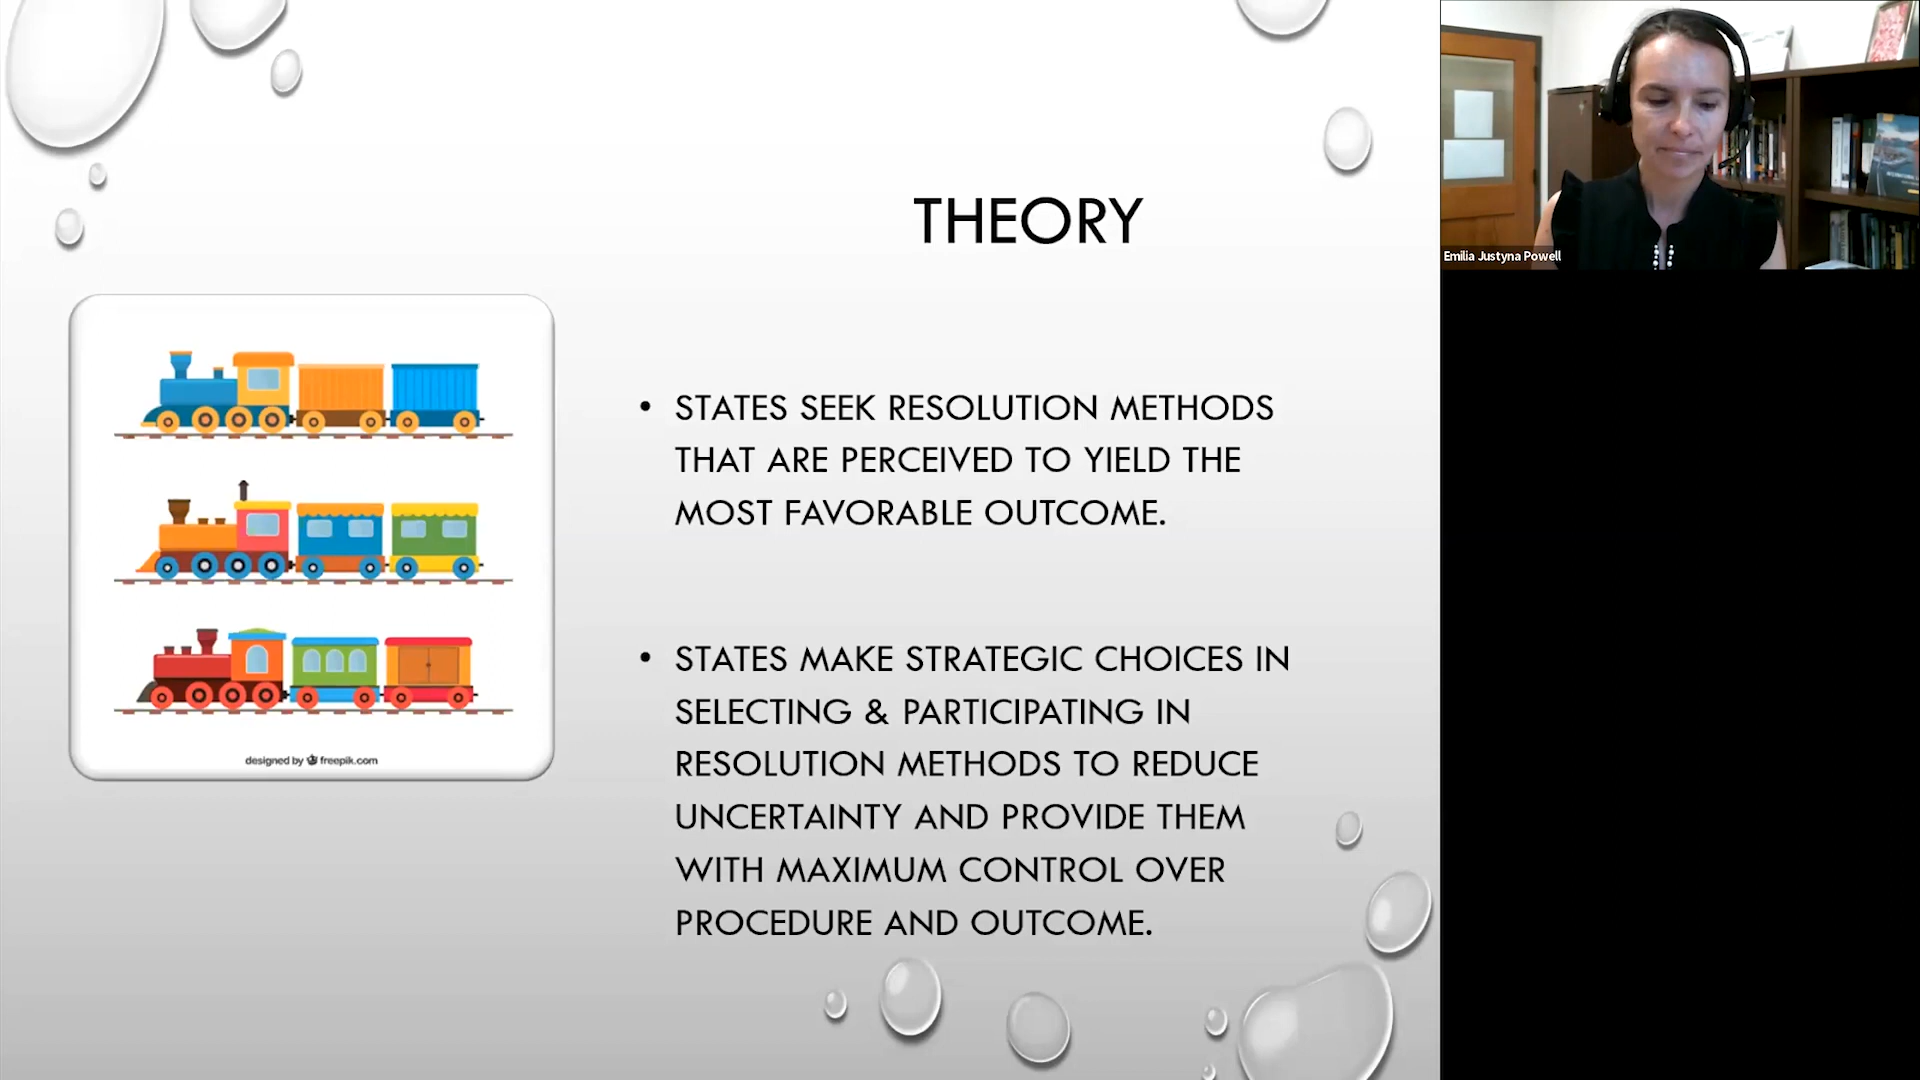 THEORY
• STATES SEEK RESOLUTION METHODS
THAT ARE PERCEIVED TO YIELD THE
MOST FAVORABLE OUTCOME.
• STATES MAKE STRATEGIC CHOICES IN
SELECTING & PARTICIPATING IN
RESOLUTION METHODS TO REDUCE
UNCERTAINTY AND PROVIDE THEM
WITH MAXIMUM CONTROL OVER
PROCEDURE AND OUTCOME.
designed by freepik.com
Emilia Justyna Powell